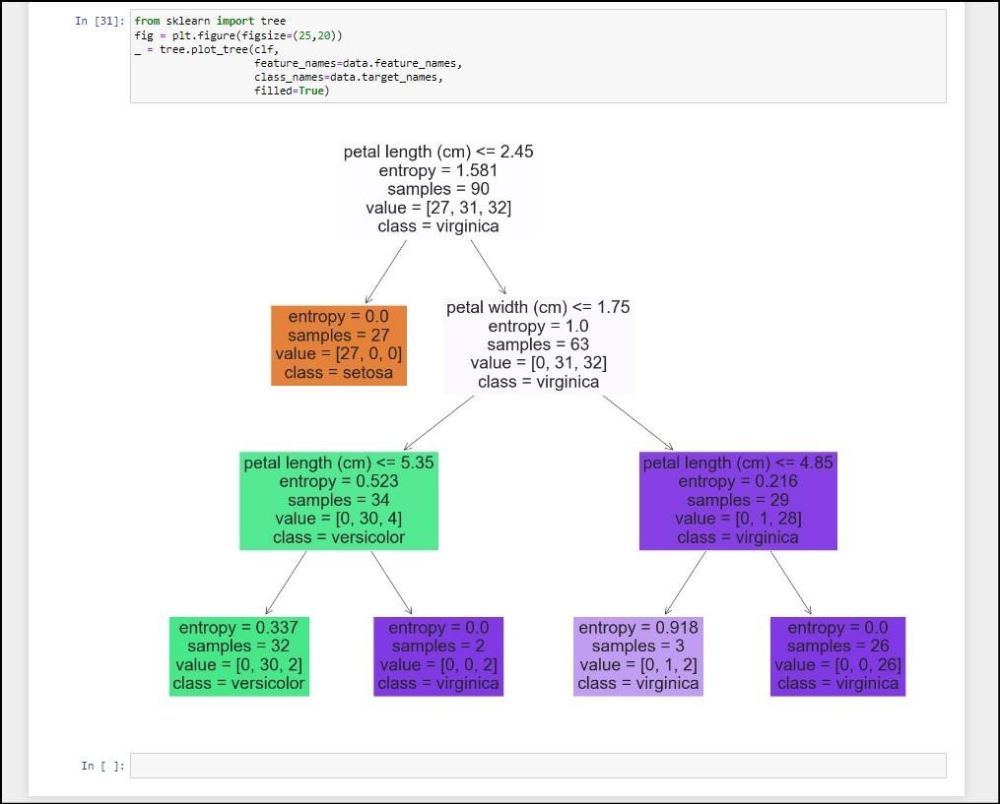 In [31]: from sklearn import tree
fig = plt.figure(figsize=(25,20))
_ = tree.plot_tree(clf,
feature_names=data.feature_names,
class_names=data.target_names,
filled=True)
petal length (cm) <= 2.45
entropy = 1.581
samples = 90
value = [27, 31, 32]
class = virginica
entropy = 0.0
samples = 27
value = [27, 0, 0]
class = setosa
petal width (cm) <= 1.75
entropy = 1.0
samples = 63
value = [0, 31, 32]
class = virginica
petal length (cm) <= 5.35
entropy = 0.523
samples = 34
value = [0, 30, 4]
class = versicolor
petal length (cm) <= 4.85
entropy = 0.216
samples = 29
value = [0, 1, 28]
class = virginica
entropy = 0.337
samples = 32
value = [0, 30, 2]
class = versicolor
entropy = 0.0
samples = 2
value = [0, 0, 2]
class = virginica
entropy = 0.918
samples = 3
value = [0, 1, 2]
class = virginica
entropy = 0.0
samples = 26
value = [0, 0, 26]
class = virginica
In [ ]: